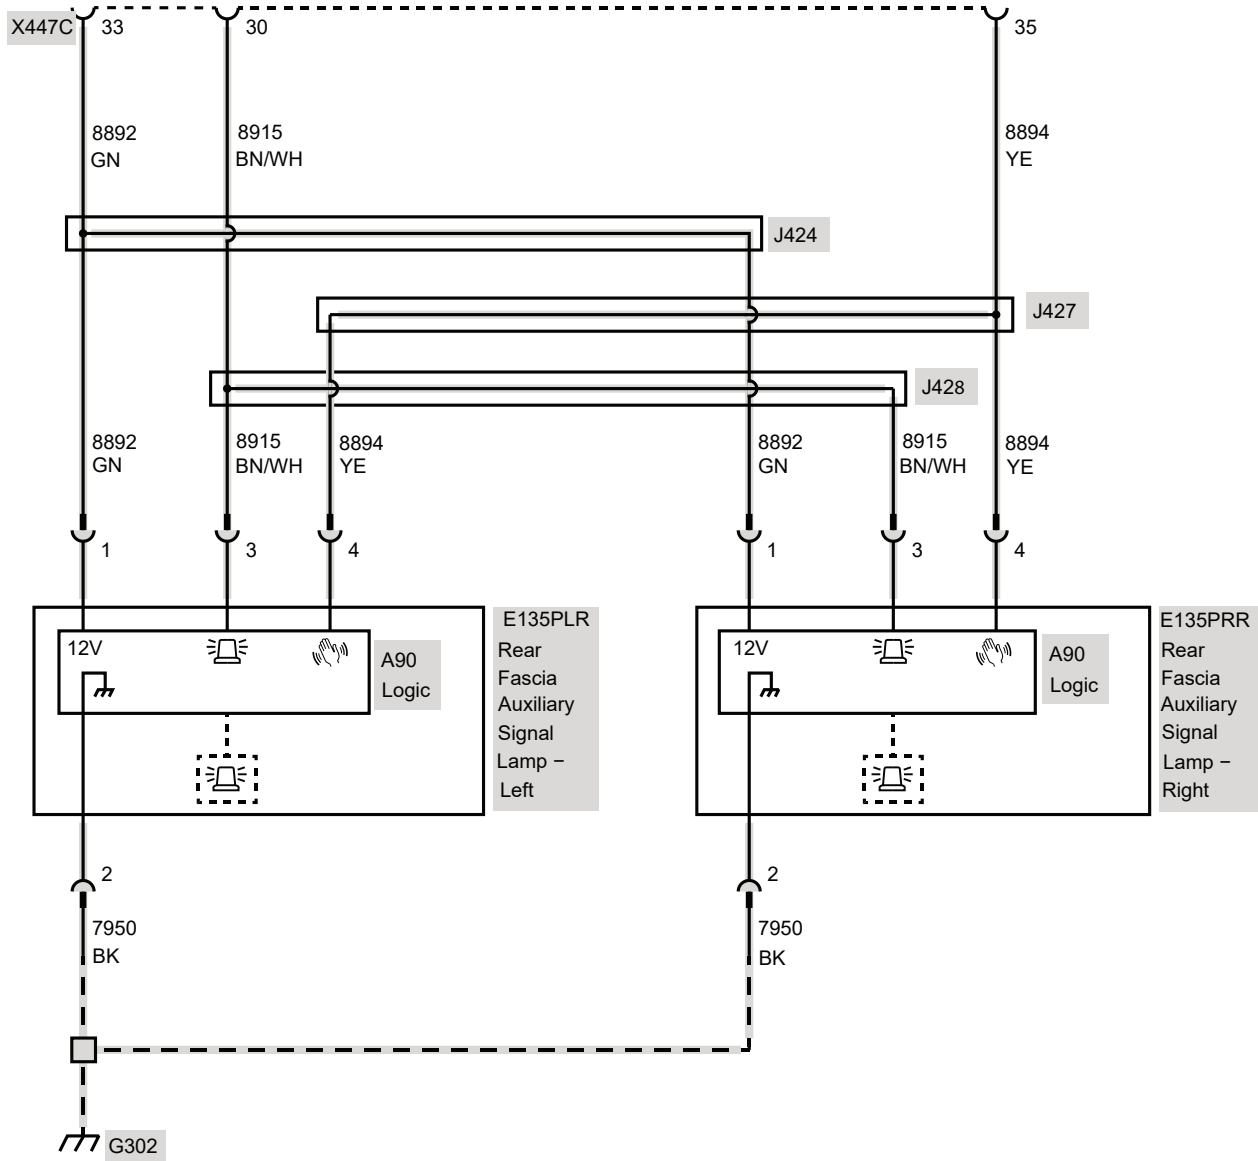 X447C 33 30 35
8892 8915 8894
GN BN/WH YE
J424
J427
J428
8892 8915 8894 8892 8915 8894
GN BN/WH YE GN BN/WH YE
1 3 4 1 3 4
12V
A90
Logic
E135PLR
Rear
Fascia
Auxiliary
Signal
Lamp –
Left
12V
A90
Logic
E135PRR
Rear
Fascia
Auxiliary
Signal
Lamp –
Right
2 2
7950 7950
BK BK
G302